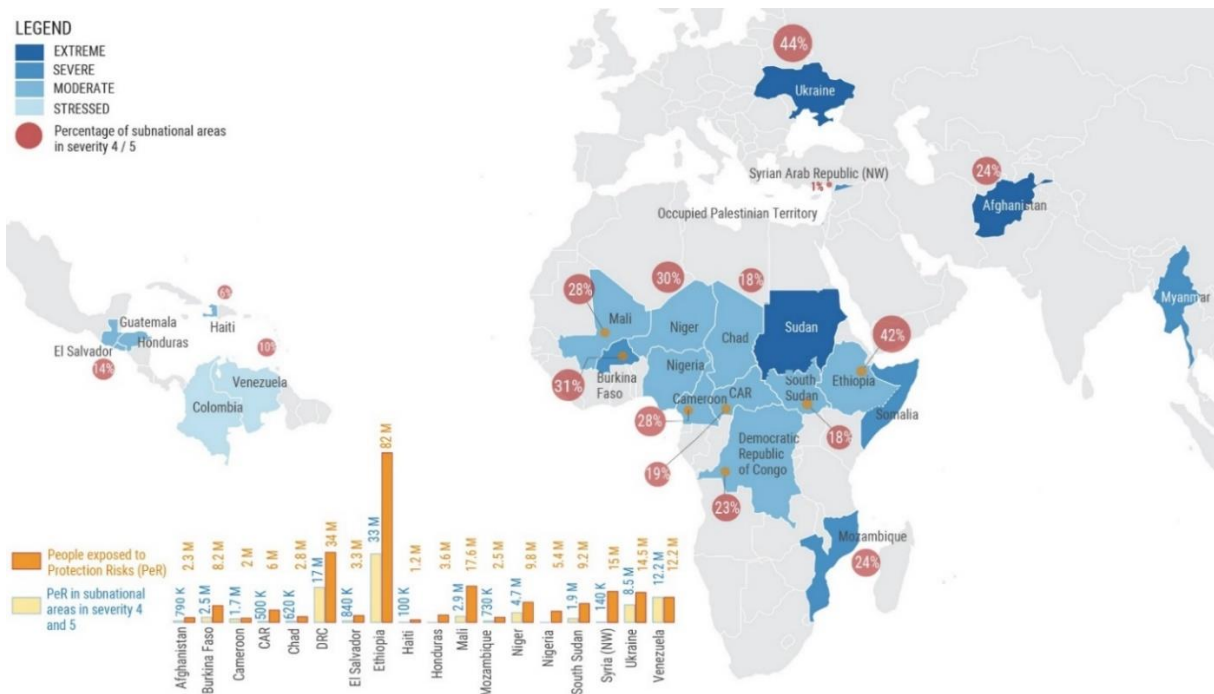 LEGEND
EXTREME
SEVERE
MODERATE
STRESSED
Percentage of subnational areas
in severity 4 / 5
44%
Ukraine
24%
Afghanistan
Syrian Arab Republic (NW)
1%
Occupied Palestinian Territory
Myanmar
28%
30%
18%
Mali
Niger
Chad
Sudan
42%
31%
Burkina
Faso
Nigeria
Cameroon
CAR
South
Sudan
Ethiopia
Somalia
28%
18%
19%
Democratic
Republic
of Congo
23%
Mozambique
24%
6%
Guatemala
Haiti
Honduras
El Salvador
10%
14%
Venezuela
Colombia
People exposed to
Protection Risks (PeR)
PeR in subnational
areas in severity 4
and 5
790 K
2.3 M
2.5 M
8.2 M
1.7 M
2 M
500 K
6 M
620 K
2.8 M
17 M
34 M
840 K
3.3 M
33 M
82 M
100 K
1.2 M
3.6 M
2.9 M
17.6 M
730 K
2.5 M
4.7 M
9.8 M
5.4 M
1.9 M
9.2 M
140 K
15 M
8.5 M
14.5 M
12.2 M
12.2 M
Afghanistan
Burkina Faso
Cameroon
CAR
Chad
DRC
El Salvador
Ethiopia
Haiti
Honduras
Mali
Mozambique
Niger
Nigeria
South Sudan
Syria (NW)
Ukraine
Venezuela